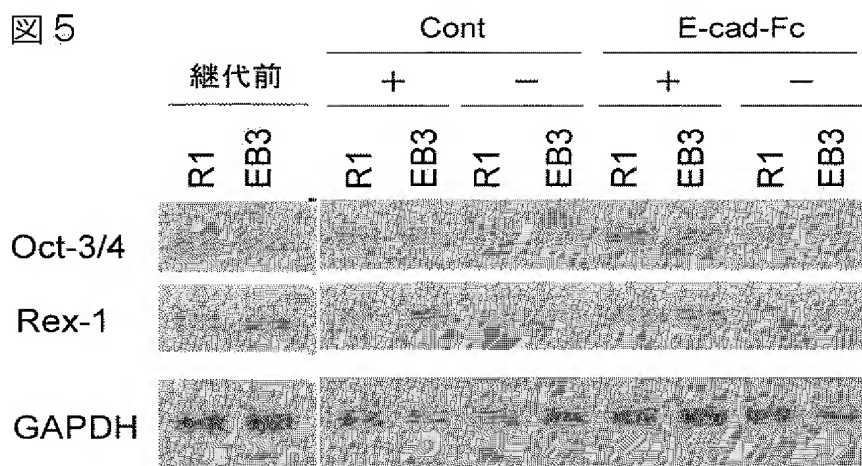 図5
Cont E-cad-Fc
継代前 + − + −
R1 EB3 R1 EB3 R1 EB3 R1 EB3 R1 EB3
Oct-3/4
Rex-1
GAPDH